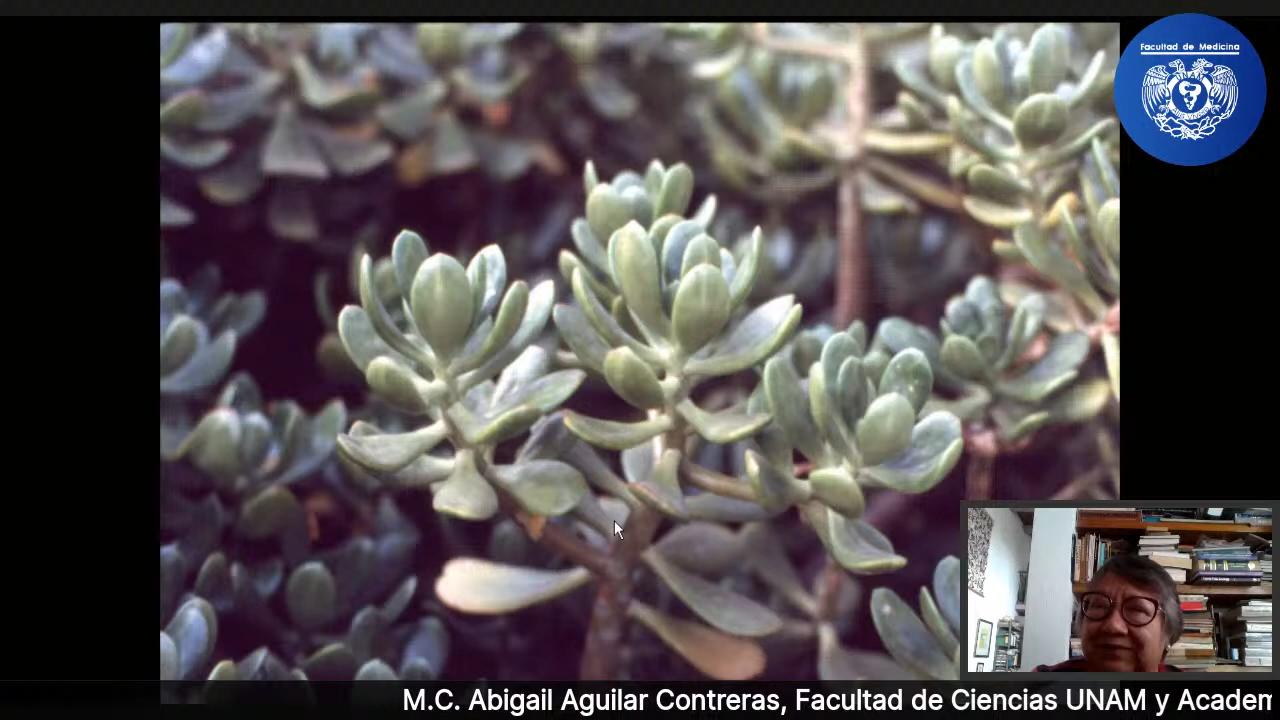 Facultad de Medicina
M.C. Abigail Aguilar Contreras, Facultad de Ciencias UNAM y Academ